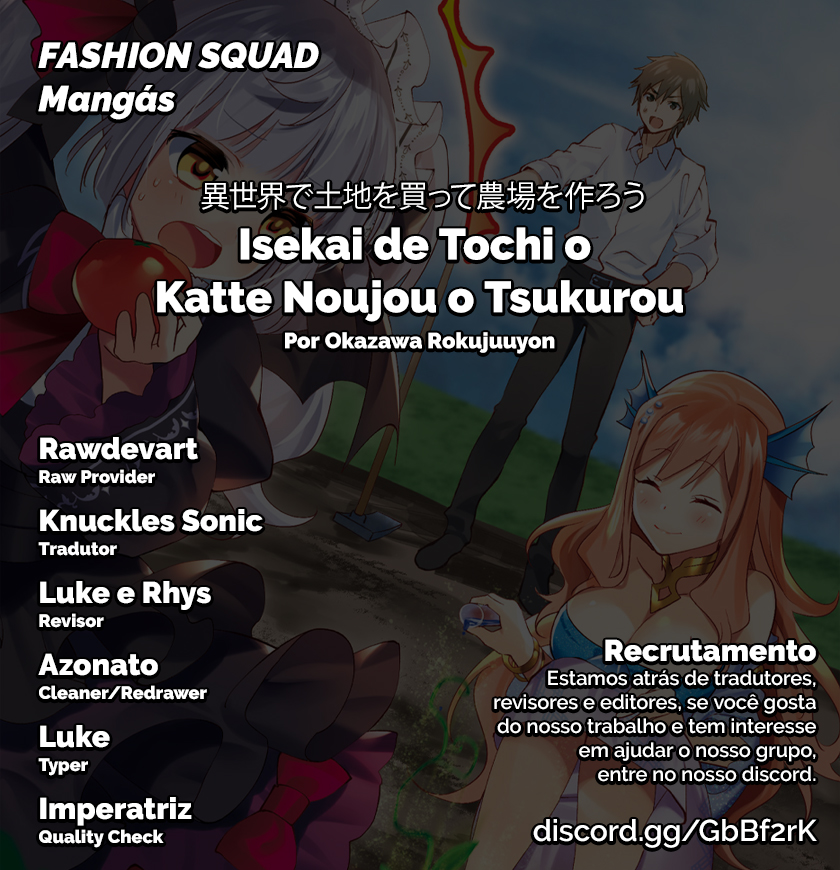 FASHION SQUAD
Mangás
異世界で土地を買って農場を作ろう
Isekai de Tochi o
Katte Noujou o Tsukurou
Por Okazawa Rokujuuyon
Rawdevart
Raw Provider
Knuckles Sonic
Tradutor
Luke e Rhys
Revisor
Azonato
Cleaner/Redrawer
Luke
Typer
Imperatriz
Quality Check
Recrutamento
Estamos atrás de tradutores,
revisores e editores, se você gosta
do nosso trabalho e tem interesse
em ajudar o nosso grupo,
entre no nosso discord.
discord.gg/GbBf2rK